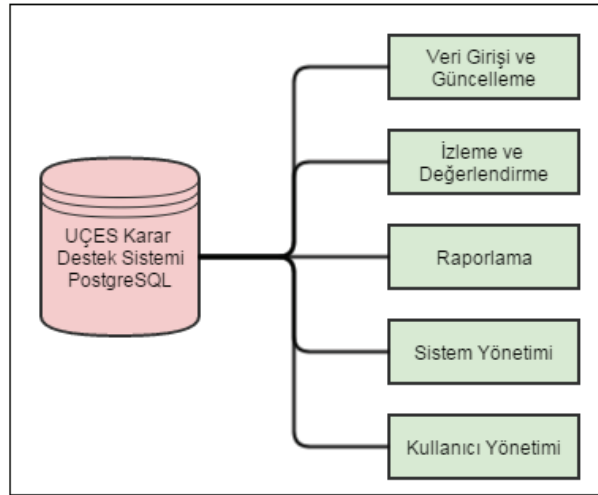 UÇES Karar
Destek Sistemi
PostgreSQL
Veri Girişi ve
Güncelleme
İzleme ve
Değerlendirme
Raporlama
Sistem Yönetimi
Kullanıcı Yönetimi